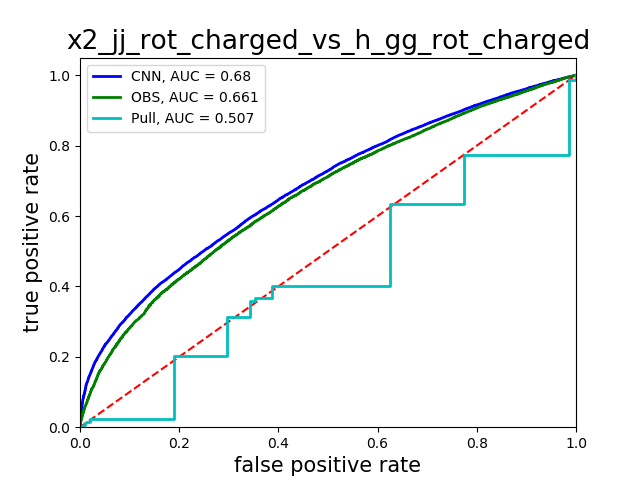 x2_jj_rot_charged_vs_h_gg_rot_charged
CNN, AUC = 0.68
OBS, AUC = 0.661
Pull, AUC = 0.507
true positive rate
1.0
0.8
0.6
0.4
0.2
0.0
0.0 0.2 0.4 0.6 0.8 1.0
false positive rate